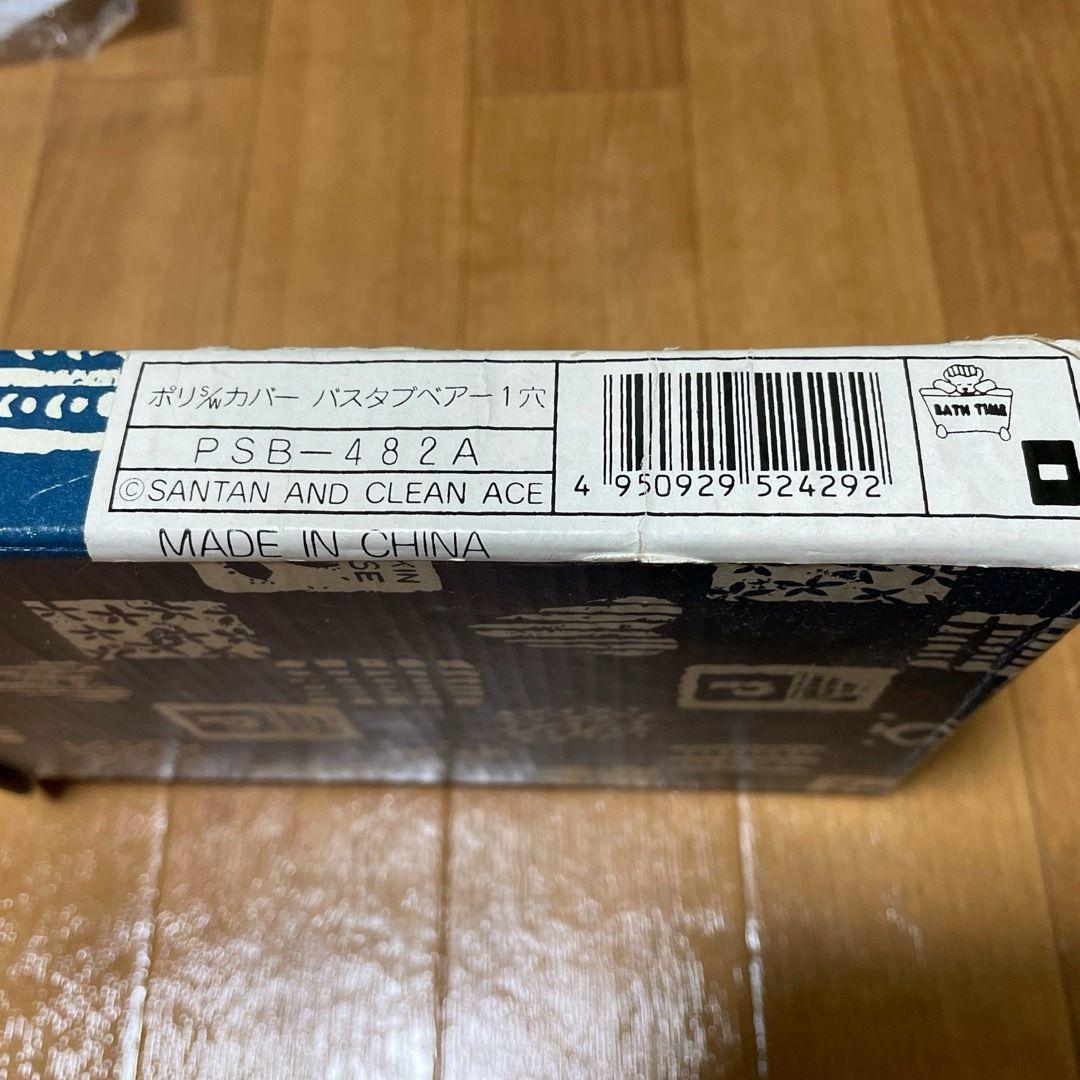 ポリS/Wカバー バスタブベアー1穴
PSB-482A
©SANTAN AND CLEAN ACE
MADE IN CHINA
4 950929 524292
BATH TIME